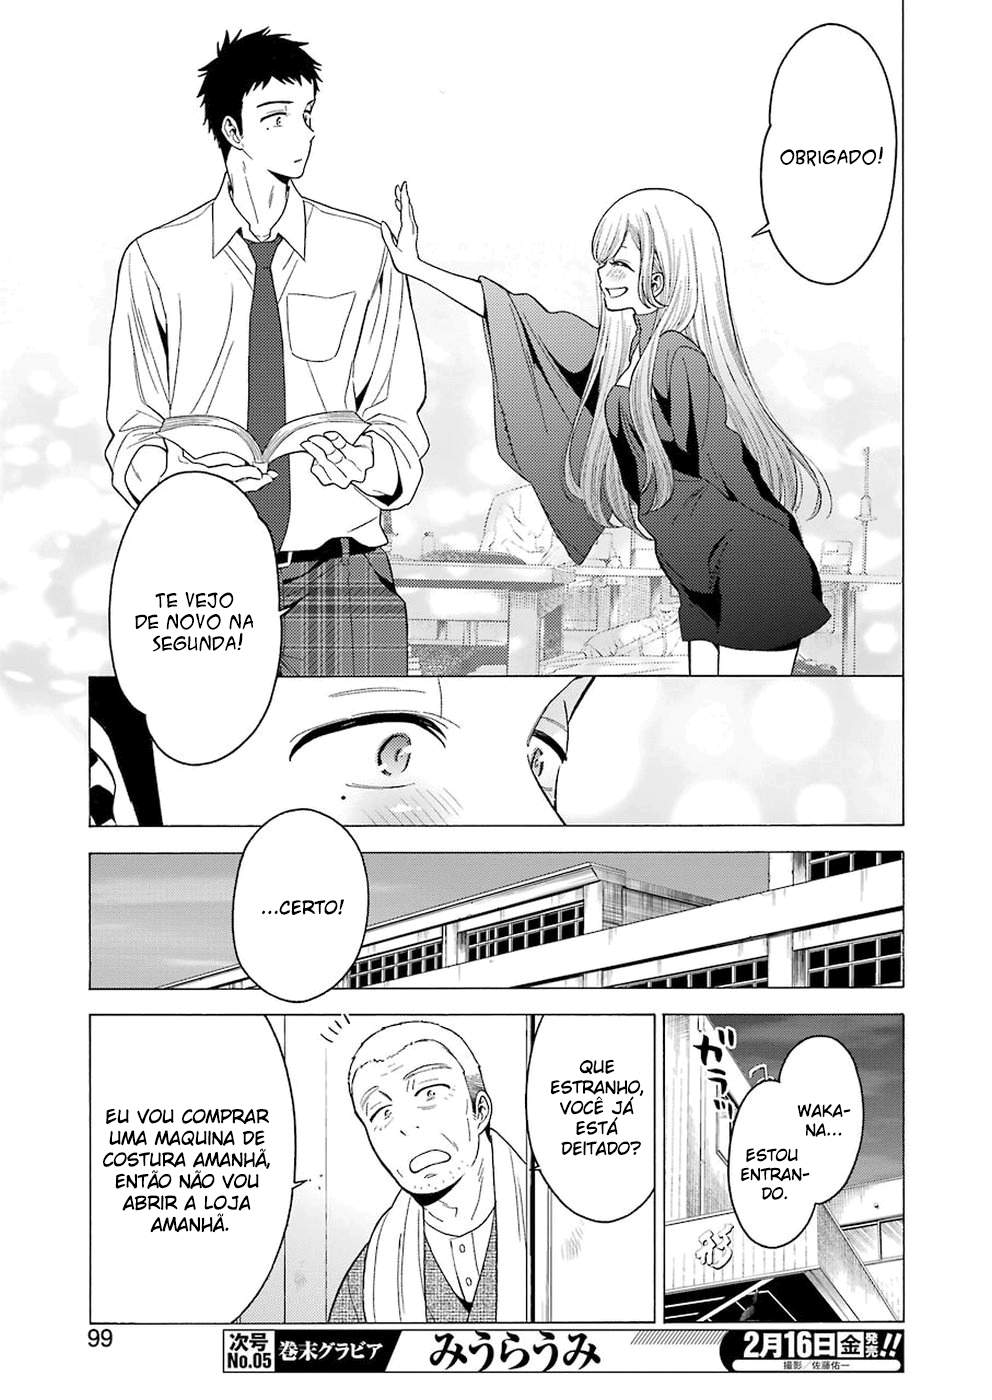 OBRIGADO!
TE VEJO
DE NOVO NA
SEGUNDA!
...CERTO!
ガラッ
WAKA-
NA...
ESTOU
ENTRAN-
DO.
形
QUE
ESTRANHO,
VOCÊ JÁ
ESTÁ
DEITADO?
EU VOU COMPRAR
UMA MAQUINA DE
COSTURA AMANHÃ,
ENTÃO NÃO VOU
ABRIR A LOJA
AMANHÃ.
99
次号
No.05
巻末グラビア
みうらうみ
2月16日金発売!!
撮影/佐藤佑一